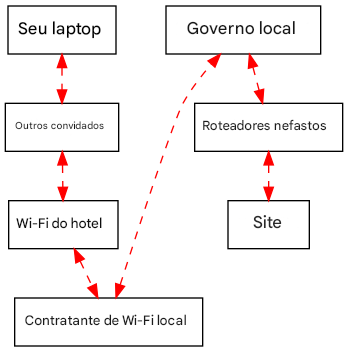 Seu laptop
Governo local
Outros convidados
Roteadores nefastos
Wi-Fi do hotel
Site
Contratante de Wi-Fi local